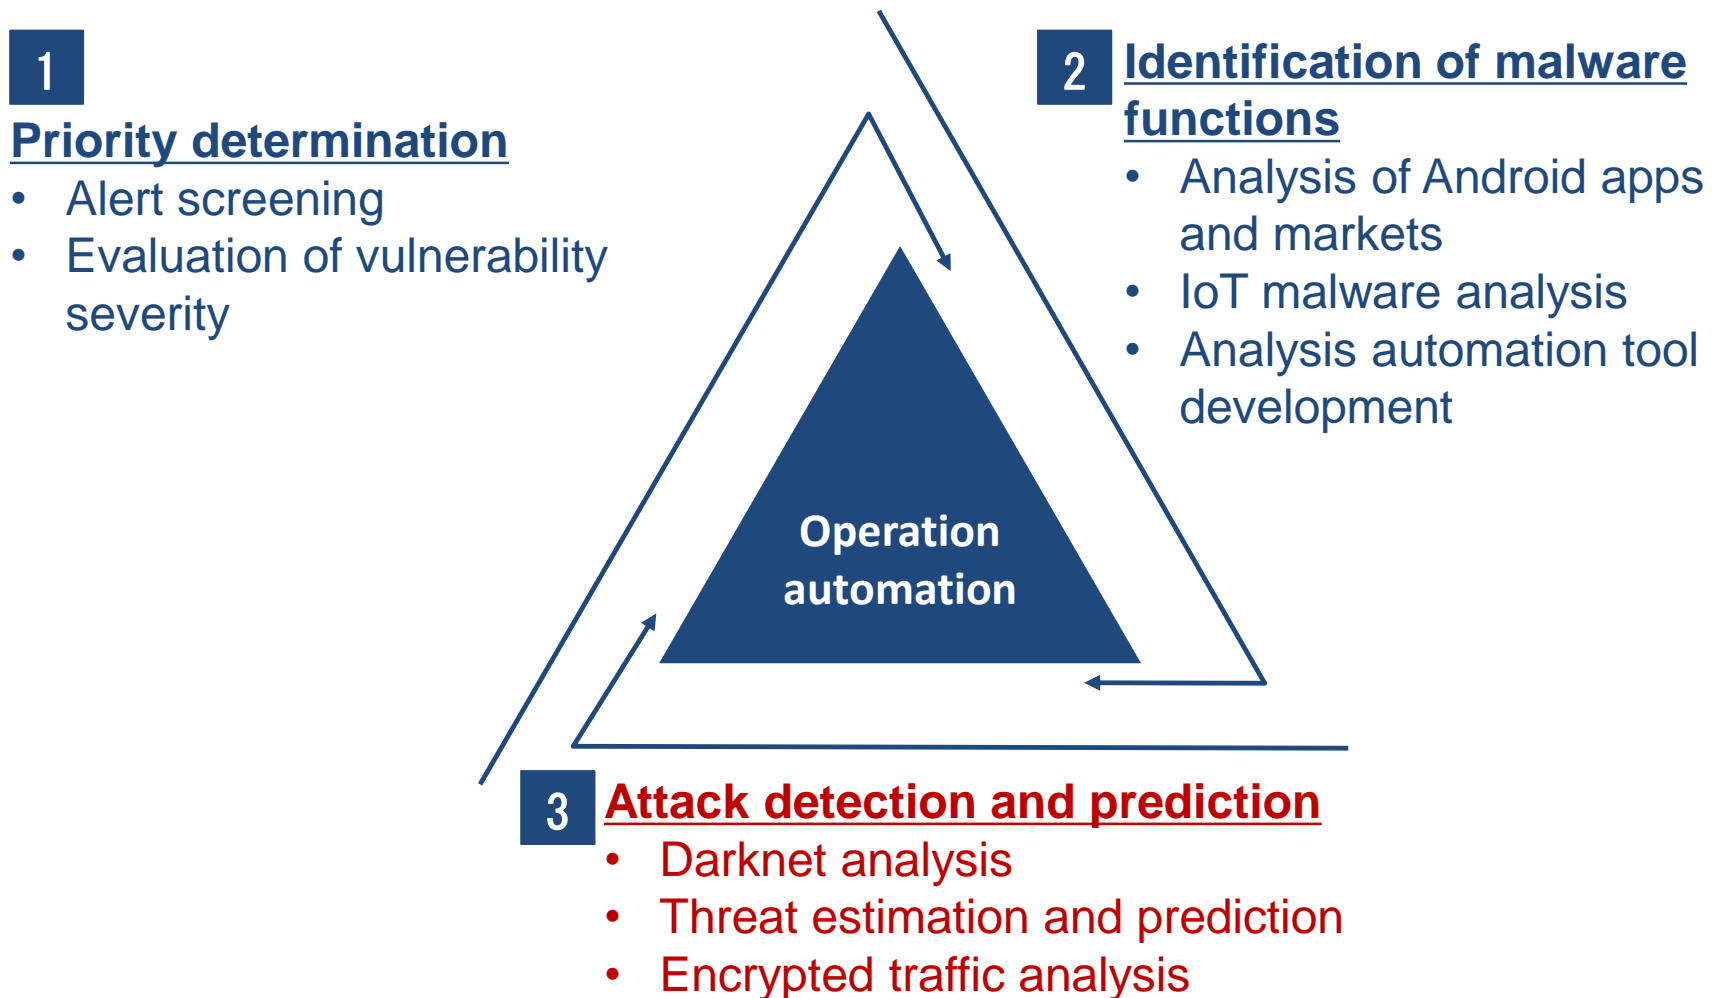 1
Priority determination
• Alert screening
• Evaluation of vulnerability
severity
2
Identification of malware
functions
• Analysis of Android apps
and markets
• IoT malware analysis
• Analysis automation tool
development
Operation
automation
3
Attack detection and prediction
• Darknet analysis
• Threat estimation and prediction
• Encrypted traffic analysis